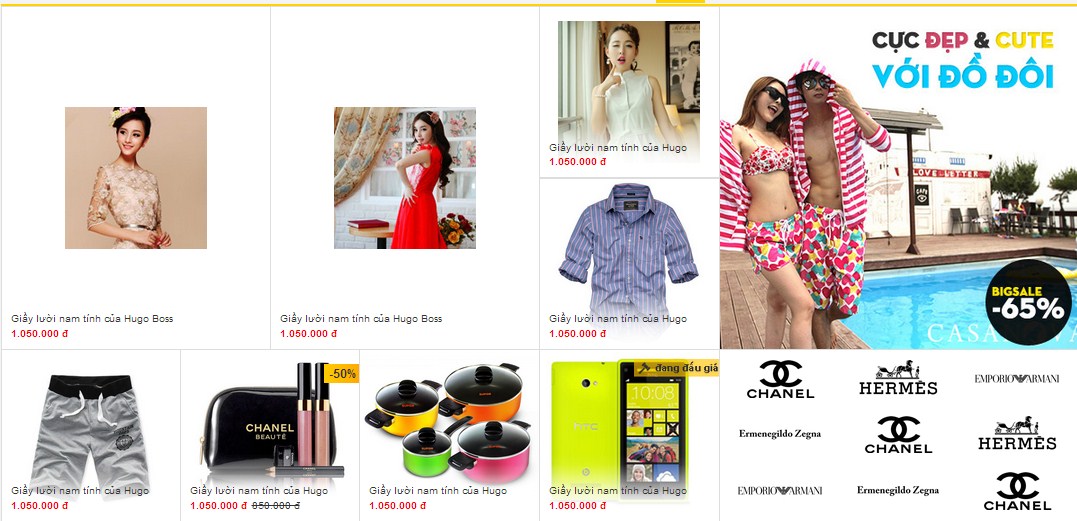 Giầy lười nam tính của Hugo Boss
1.050.000 đ
Giầy lười nam tính của Hugo Boss
1.050.000 đ
Giầy lười nam tính của Hugo
1.050.000 đ
Giầy lười nam tính của Hugo
1.050.000 đ
CỰC ĐẸP & CUTE
VỚI ĐỒ ĐÔI
LOVE LETTER
CAFE
BIGSALE
-65%
Giầy lười nam tính của Hugo
1.050.000 đ
-50%
CHANEL
BEAUTÉ
Giầy lười nam tính của Hugo
1.050.000 đ 850.000 đ
Giầy lười nam tính của Hugo
1.050.000 đ
đang đấu giá
hTC
10:08
Giầy lười nam tính của Hugo
1.050.000 đ
CHANEL
HERMÈS
EMPORIO ARMANI
Ermenegildo Zegna
CHANEL
HERMÈS
EMPORIO ARMANI
Ermenegildo Zegna
CHANEL